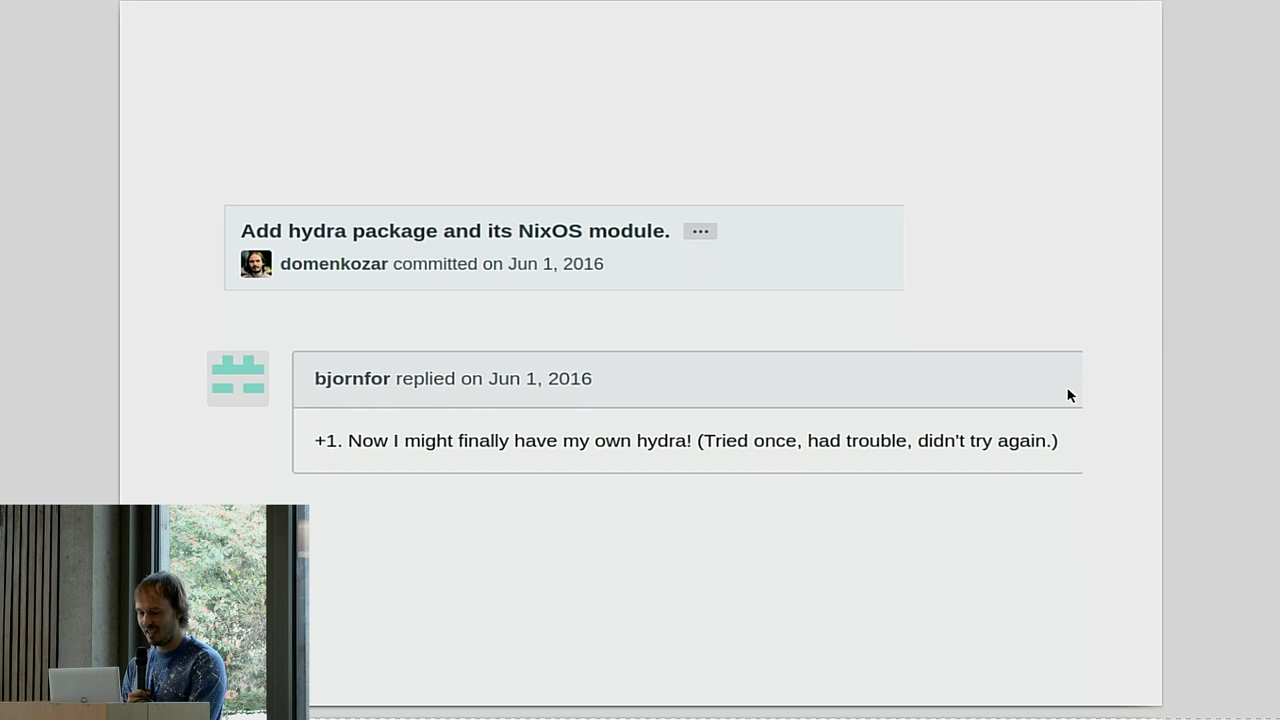 Add hydra package and its NixOS module. ...
domenkozar committed on Jun 1, 2016
bjornfor replied on Jun 1, 2016
+1. Now I might finally have my own hydra! (Tried once, had trouble, didn't try again.)